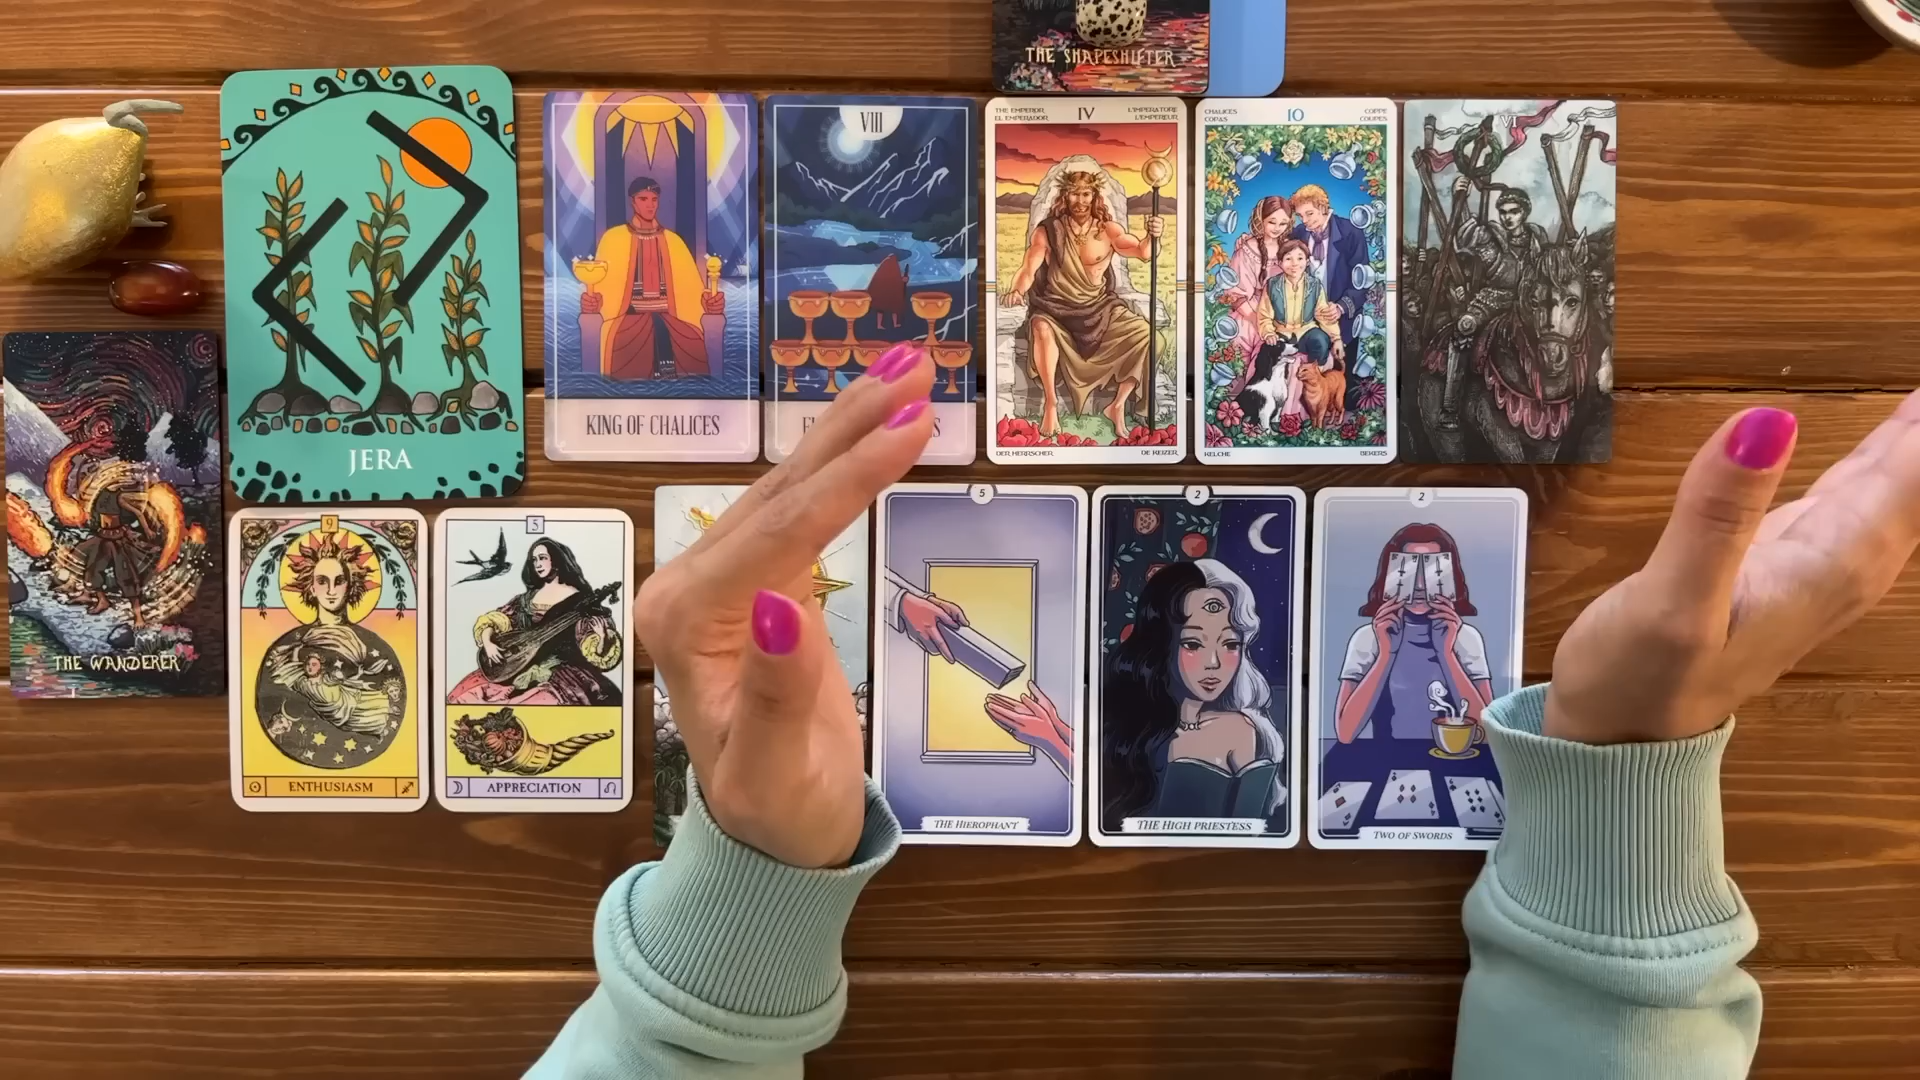 THE SHAPESHIFTER
JERA
KING OF CHALICES
VIII
THE EMPEROR
EL EMPERADOR
IV
L'IMPERATORE
L'EMPEREUR
DER HERRSCHER
DE KEIZER
CHALICES
COPAS
10
COPPE
COUPES
KELCHE
BEKERS
VI
THE WANDERER
9
ENTHUSIASM
5
APPRECIATION
5
THE HIEROPHANT
2
THE HIGH PRIESTESS
2
TWO OF SWORDS